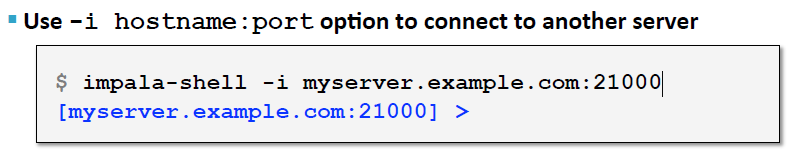 Use -i hostname:port option to connect to another server
$ impala-shell -i myserver.example.com:21000
[myserver.example.com:21000] >